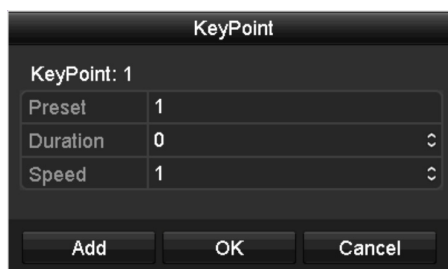 KeyPoint
KeyPoint: 1
Preset 1
Duration 0
Speed 1
Add OK Cancel